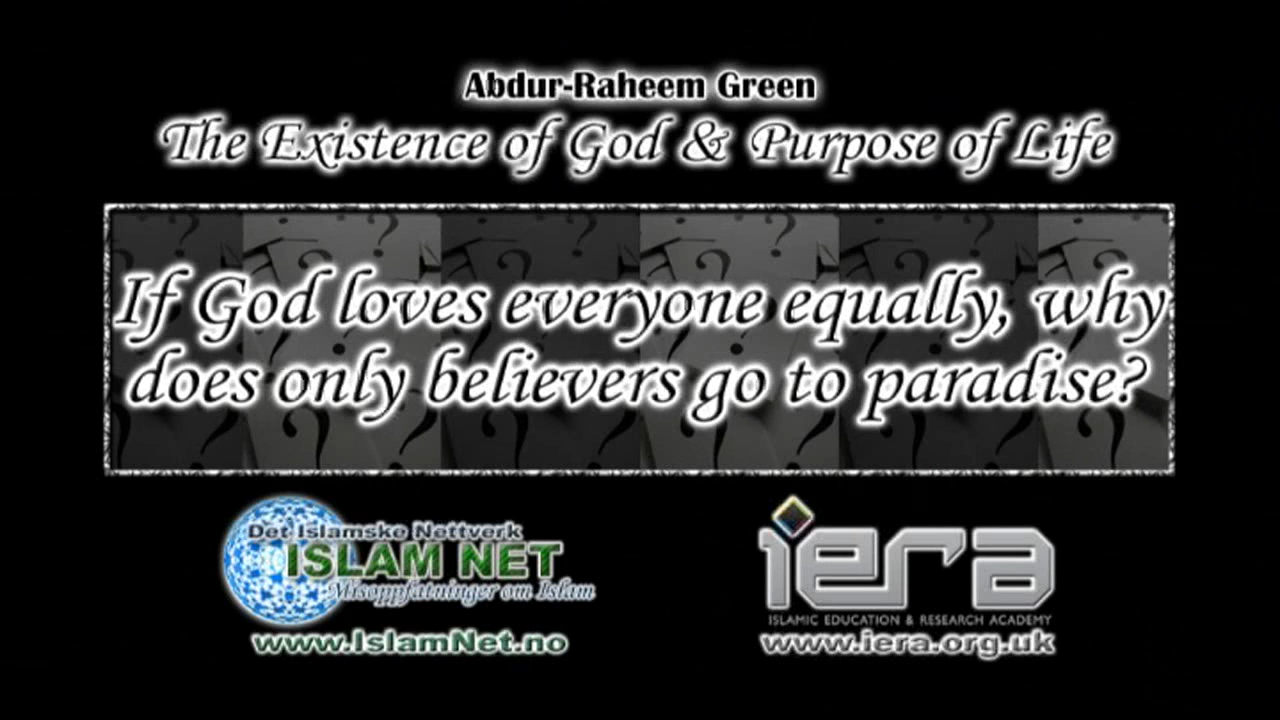 Abdur-Raheem Green
The Existence of God & Purpose of Life
If God loves everyone equally, why
does only believers go to paradise?
Det Islamske Nettverk
ISLAM NET
Misoppfatninger om Islam
www.IslamNet.no
iera
ISLAMIC EDUCATION & RESEARCH ACADEMY
www.iera.org.uk